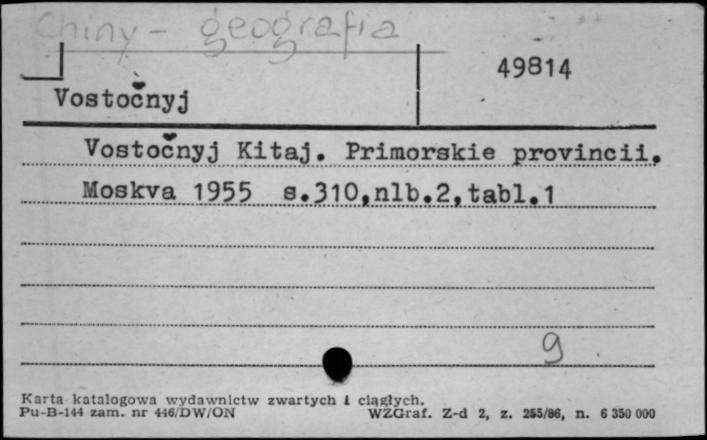 Chiny - geografia
49814
Vostočnyj
Vostočnyj Kitaj. Primorskie provincii.
Moskva 1955 s.310,nlb.2,tabl.1
9
Karta katalogowa wydawnictw zwartych i ciągłych.
Pu-B-144 zam. nr 446/DW/ON WZGraf. Z-d 2, z. 255/86, n. 6 350 000